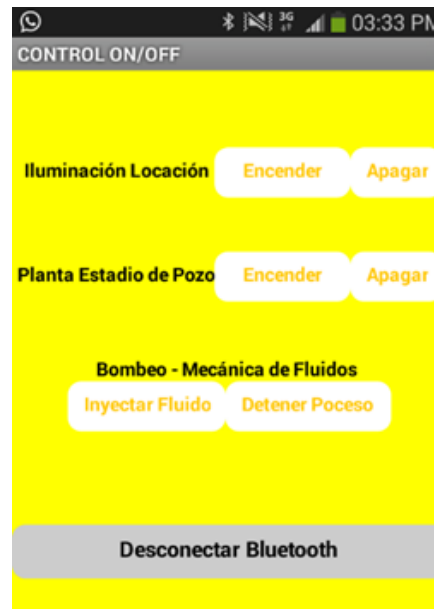 3G 03:33 PM
CONTROL ON/OFF
Iluminación Locación Encender Apagar
Planta Estadio de Pozo Encender Apagar
Bombeo - Mecánica de Fluidos
Inyectar Fluido Detener Poceso
Desconectar Bluetooth